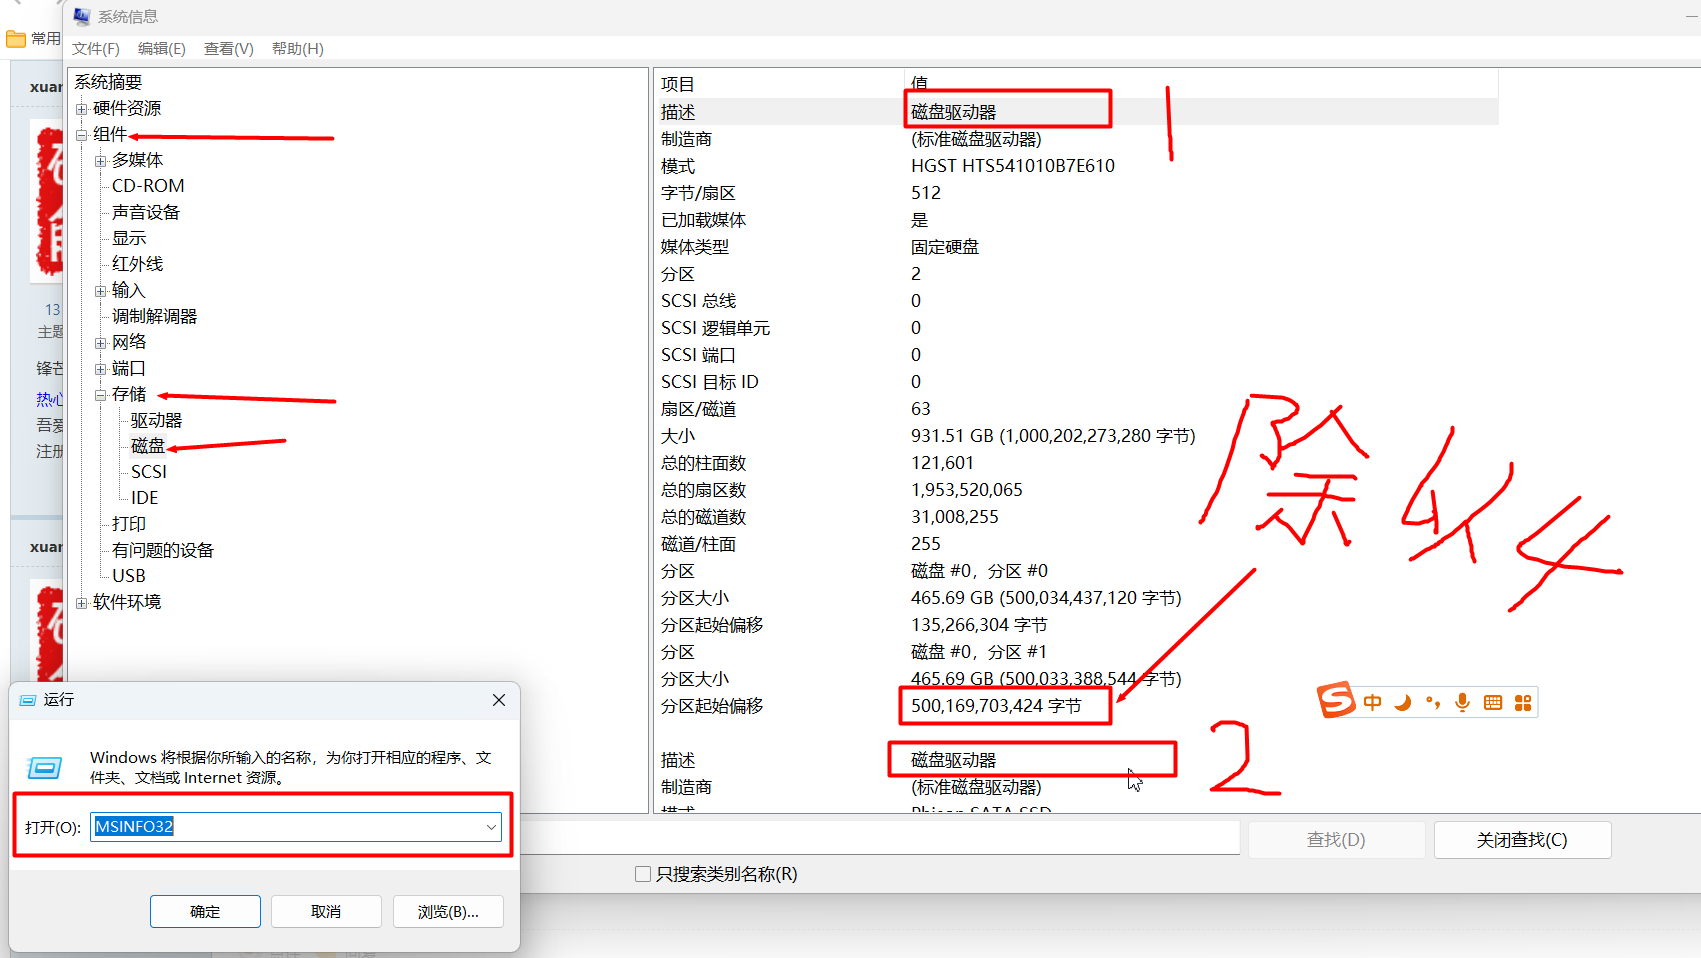 系统信息
常用
文件(F) 编辑(E) 查看(V) 帮助(H)
系统摘要
硬件资源
组件
多媒体
CD-ROM
声音设备
显示
红外线
输入
调制解调器
网络
端口
存储
驱动器
磁盘
SCSI
IDE
打印
有问题的设备
USB
软件环境
项目 值
描述 磁盘驱动器
制造商 (标准磁盘驱动器)
模式 HGST HTS541010B7E610
字节/扇区 512
已加载媒体 是
媒体类型 固定硬盘
分区 2
SCSI 总线 0
SCSI 逻辑单元 0
SCSI 端口 0
SCSI 目标 ID 0
扇区/磁道 63
大小 931.51 GB (1,000,202,273,280 字节)
总的柱面数 121,601
总的扇区数 1,953,520,065
总的磁道数 31,008,255
磁道/柱面 255
分区 磁盘 #0，分区 #0
分区大小 465.69 GB (500,034,437,120 字节)
分区起始偏移 135,266,304 字节
分区 磁盘 #0，分区 #1
分区大小 465.69 GB (500,033,388,544 字节)
分区起始偏移 500,169,703,424 字节
描述 磁盘驱动器
制造商 (标准磁盘驱动器)
模式 Phison SATA SSD
1
除以4
2
中
查找(D) 关闭查找(C)
只搜索类别名称(R)
运行
Windows 将根据你所输入的名称，为你打开相应的程序、文
件夹、文档或 Internet 资源。
打开(O): MSINFO32
确定 取消 浏览(B)...
xuan
13
主题
锋芒
热心
吾爱
注册
xuan